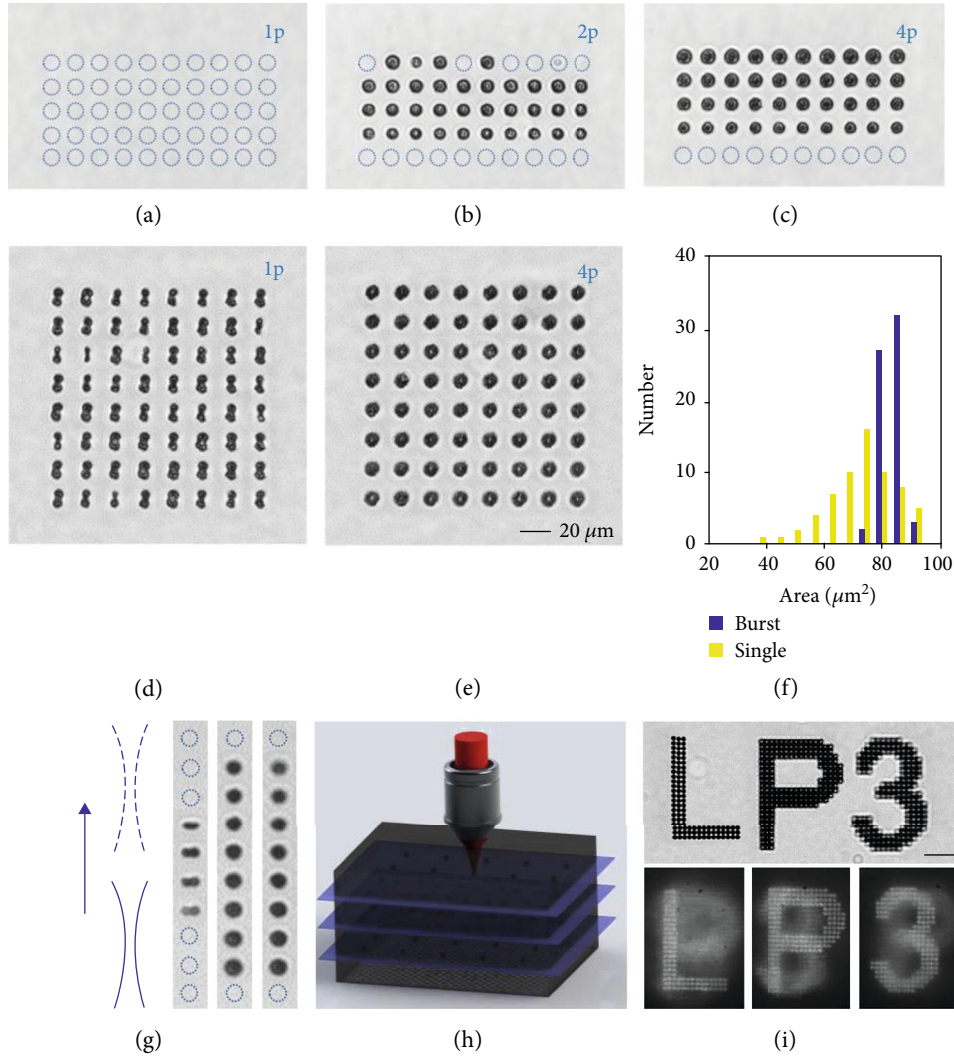 1p
2p
4p
(a)
(b)
(c)
1p
4p
20 μm
40
30
20
10
0
Number
20
40
60
80
100
Area (μm²)
Burst
Single
(d)
(e)
(f)
LP3
L
P
3
(g)
(h)
(i)